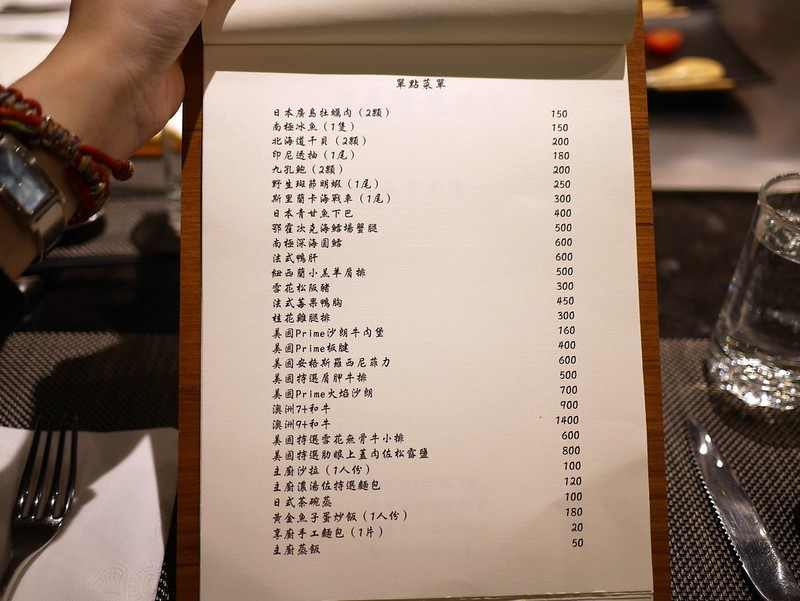 單點菜單
日本廣島牡蠣肉（2顆） 150
南極冰魚（1隻） 150
北海道干貝（2顆） 200
印尼透抽（1尾） 180
九孔鮑（2顆） 200
野生斑節明蝦（1尾） 250
斯里蘭卡海戰車（1尾） 300
日本青甘魚下巴 400
鄂霍次克海鱈場蟹腿 500
南極深海圓鱈 600
法式鴨肝 600
紐西蘭小羔羊肩排 500
雪花松阪豬 300
法式莓果鴨胸 450
桂花雞腿排 300
美國Prime沙朗牛肉堡 160
美國Prime板腱 400
美國安格斯羅西尼菲力 600
美國特選肩胛牛排 500
美國Prime火焰沙朗 700
澳洲7+和牛 900
澳洲9+和牛 1400
美國特選雪花無骨牛小排 600
美國特選肋眼上蓋肉佐松露鹽 800
主廚沙拉（1人份） 100
主廚濃湯佐特選麵包 120
日式茶碗蒸 100
黃金魚子蛋炒飯（1人份） 180
享廚手工麵包（1片） 20
主廚蒸飯 50